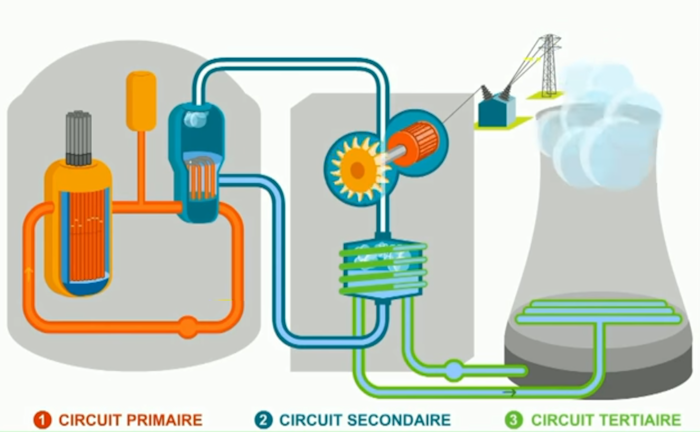 1 CIRCUIT PRIMAIRE
2 CIRCUIT SECONDAIRE
3 CIRCUIT TERTIAIRE